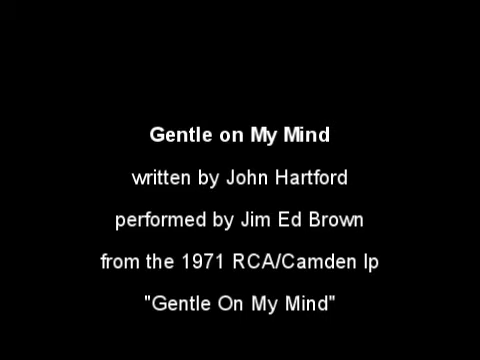 Gentle on My Mind
written by John Hartford
performed by Jim Ed Brown
from the 1971 RCA/Camden lp
"Gentle On My Mind"